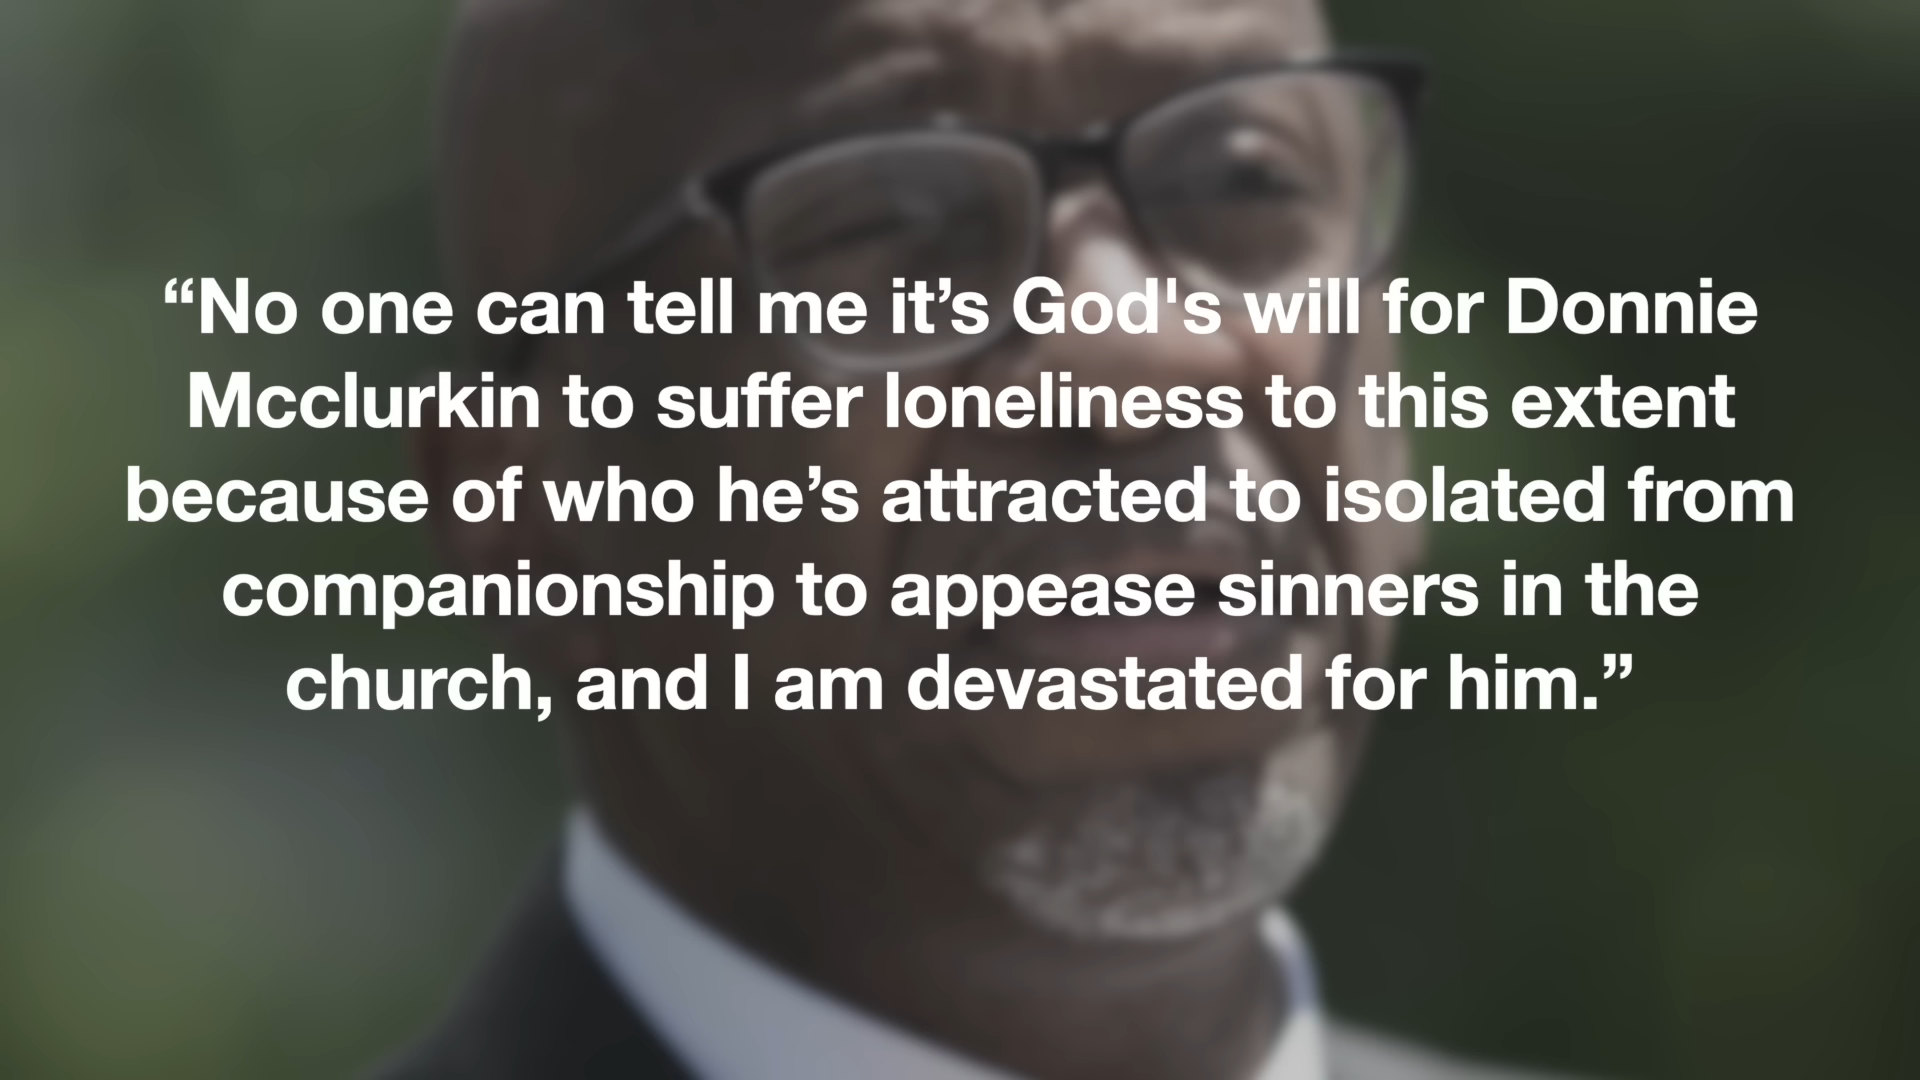 “No one can tell me it’s God's will for Donnie
Mcclurkin to suffer loneliness to this extent
because of who he’s attracted to isolated from
companionship to appease sinners in the
church, and I am devastated for him.”